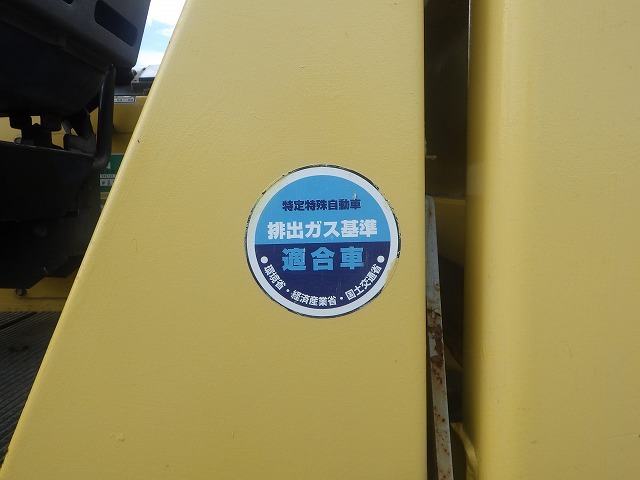 特定特殊自動車
排出ガス基準
適合車
●環境省・経済産業省・国土交通省●